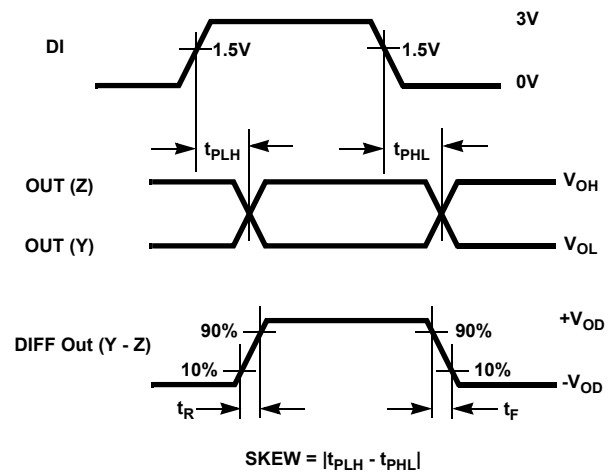 3V
DI
1.5V
1.5V
0V
tPLH
tPHL
OUT (Z)
VOH
OUT (Y)
VOL
+VOD
90%
90%
DIFF Out (Y - Z)
10%
10%
-VOD
tR
tF
SKEW = |tPLH - tPHL|